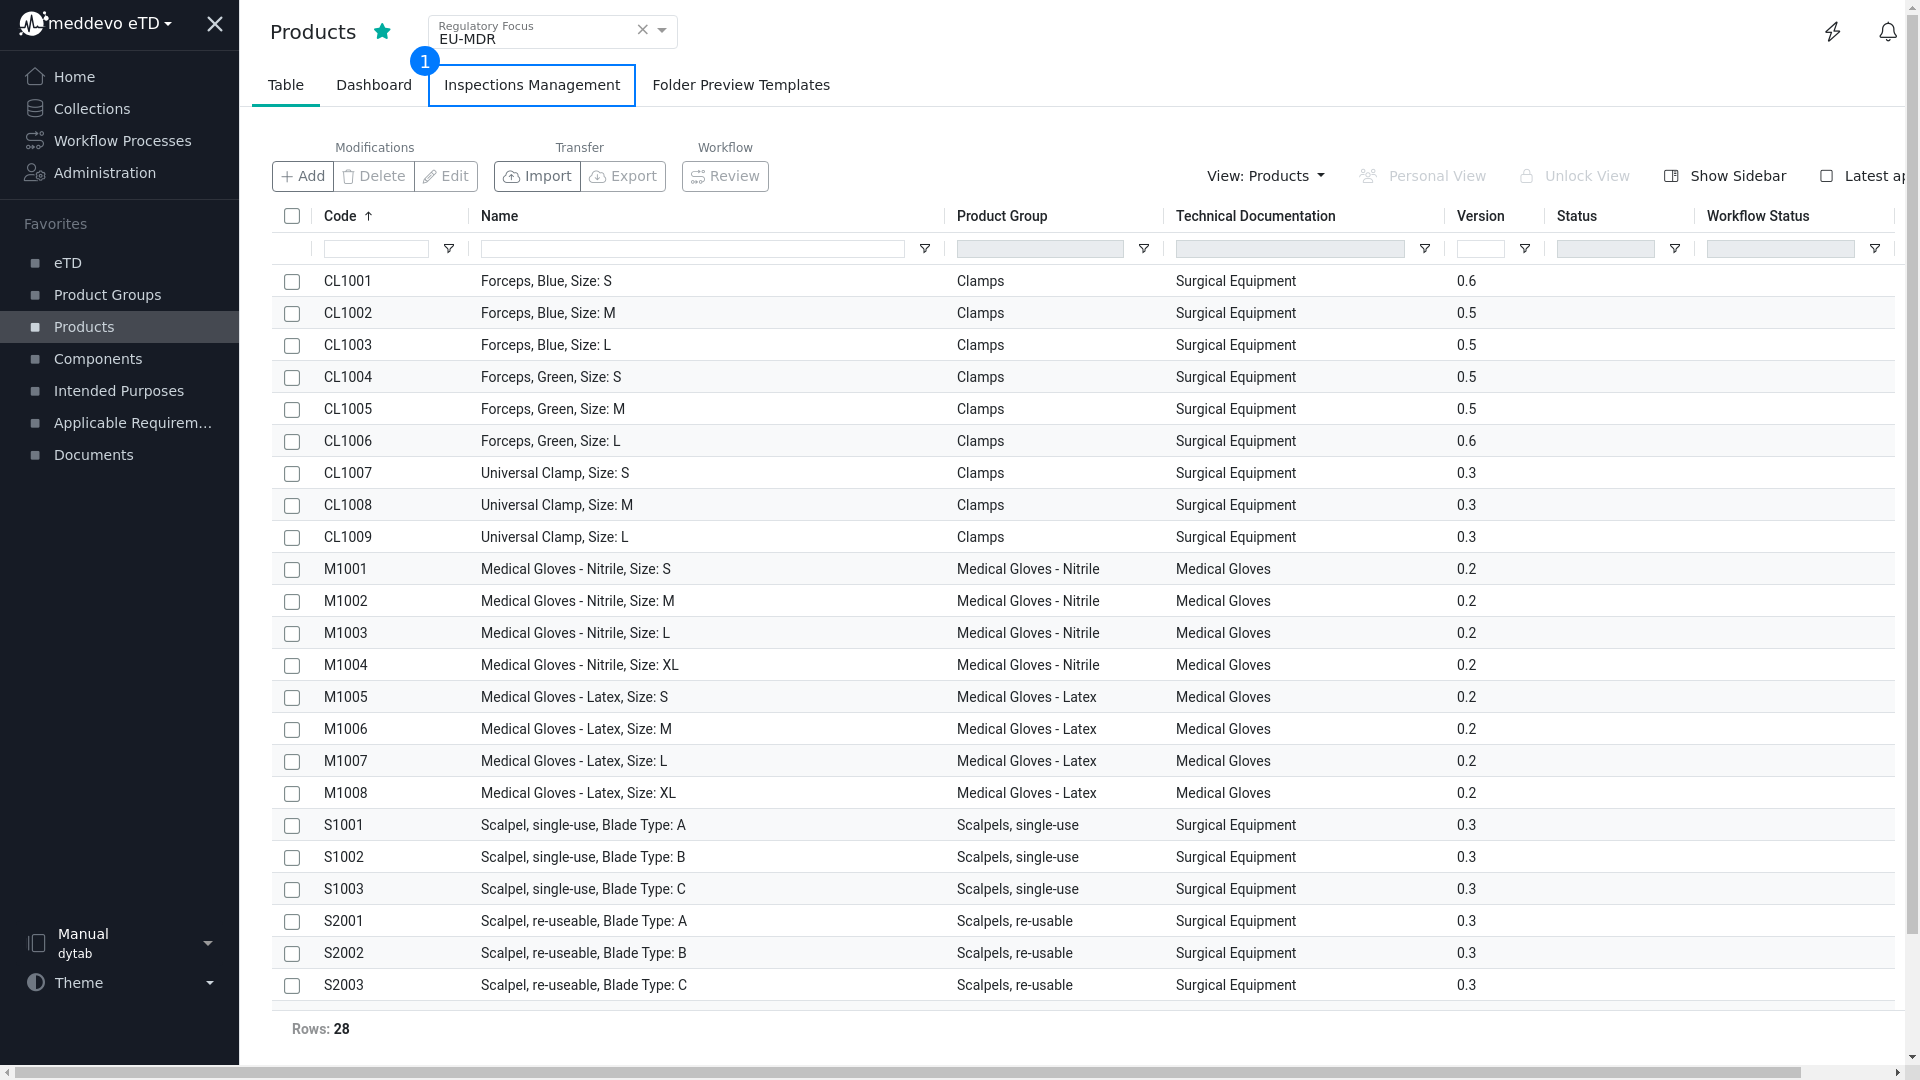 meddevo eTD
Home
Collections
Workflow Processes
Administration
Favorites
eTD
Product Groups
Products
Components
Intended Purposes
Applicable Requirem...
Documents
Manual
dytab
Theme
Products
Regulatory Focus
EU-MDR
1
Table Dashboard Inspections Management Folder Preview Templates
Modifications Transfer Workflow
Add Delete Edit Import Export Review View: Products Personal View Unlock View Show Sidebar Latest ap
Code Name Product Group Technical Documentation Version Status Workflow Status
CL1001 Forceps, Blue, Size: S Clamps Surgical Equipment 0.6
CL1002 Forceps, Blue, Size: M Clamps Surgical Equipment 0.5
CL1003 Forceps, Blue, Size: L Clamps Surgical Equipment 0.5
CL1004 Forceps, Green, Size: S Clamps Surgical Equipment 0.5
CL1005 Forceps, Green, Size: M Clamps Surgical Equipment 0.5
CL1006 Forceps, Green, Size: L Clamps Surgical Equipment 0.6
CL1007 Universal Clamp, Size: S Clamps Surgical Equipment 0.3
CL1008 Universal Clamp, Size: M Clamps Surgical Equipment 0.3
CL1009 Universal Clamp, Size: L Clamps Surgical Equipment 0.3
M1001 Medical Gloves - Nitrile, Size: S Medical Gloves - Nitrile Medical Gloves 0.2
M1002 Medical Gloves - Nitrile, Size: M Medical Gloves - Nitrile Medical Gloves 0.2
M1003 Medical Gloves - Nitrile, Size: L Medical Gloves - Nitrile Medical Gloves 0.2
M1004 Medical Gloves - Nitrile, Size: XL Medical Gloves - Nitrile Medical Gloves 0.2
M1005 Medical Gloves - Latex, Size: S Medical Gloves - Latex Medical Gloves 0.2
M1006 Medical Gloves - Latex, Size: M Medical Gloves - Latex Medical Gloves 0.2
M1007 Medical Gloves - Latex, Size: L Medical Gloves - Latex Medical Gloves 0.2
M1008 Medical Gloves - Latex, Size: XL Medical Gloves - Latex Medical Gloves 0.2
S1001 Scalpel, single-use, Blade Type: A Scalpels, single-use Surgical Equipment 0.3
S1002 Scalpel, single-use, Blade Type: B Scalpels, single-use Surgical Equipment 0.3
S1003 Scalpel, single-use, Blade Type: C Scalpels, single-use Surgical Equipment 0.3
S2001 Scalpel, re-useable, Blade Type: A Scalpels, re-usable Surgical Equipment 0.3
S2002 Scalpel, re-useable, Blade Type: B Scalpels, re-usable Surgical Equipment 0.3
S2003 Scalpel, re-useable, Blade Type: C Scalpels, re-usable Surgical Equipment 0.3
Rows: 28